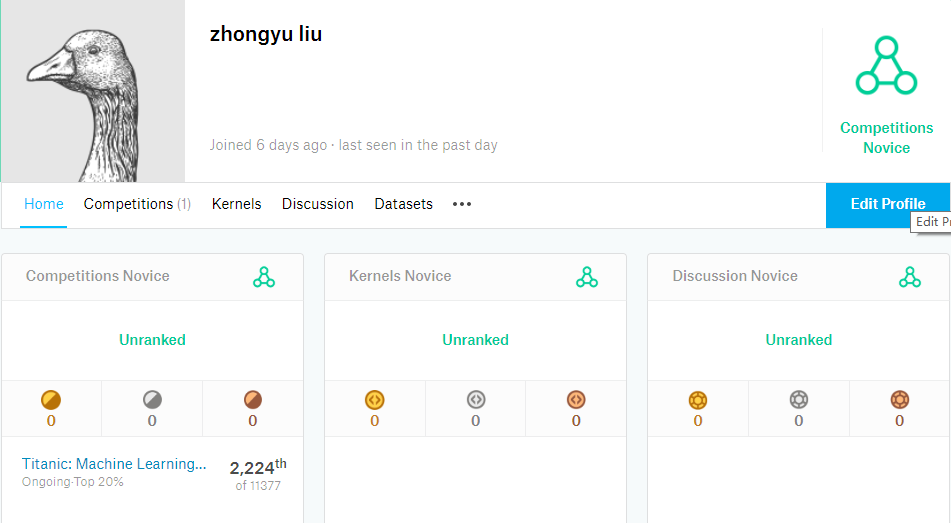 zhongyu liu
Joined 6 days ago · last seen in the past day
Competitions
Novice
Home Competitions (1) Kernels Discussion Datasets •••
Edit Profile
Competitions Novice
Kernels Novice
Discussion Novice
Unranked
Unranked
Unranked
0 0 0
0 0 0
0 0 0
Titanic: Machine Learning... 2,224th
Ongoing·Top 20% of 11377